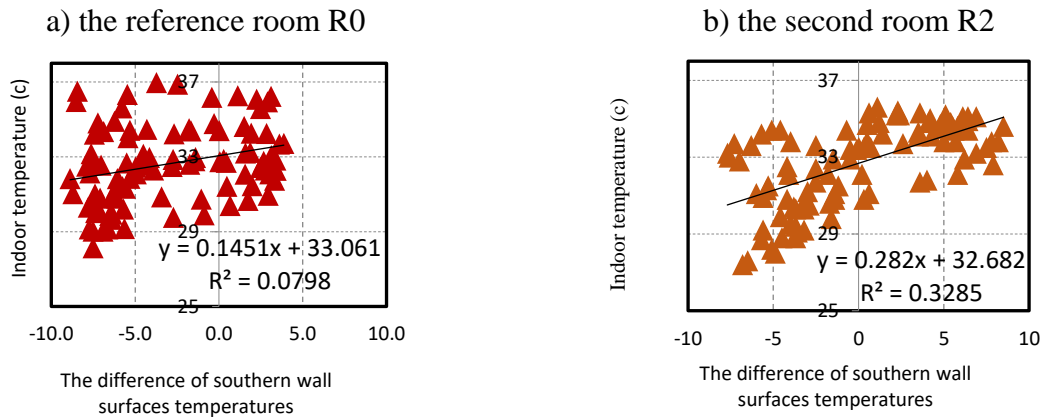 a) the reference room R0
Indoor temperature (c)
37
33
29
25
y = 0.1451x + 33.061
R² = 0.0798
-10.0 -5.0 0.0 5.0 10.0
The difference of southern wall
surfaces temperatures
b) the second room R2
Indoor temperature (c)
37
33
29
25
y = 0.282x + 32.682
R² = 0.3285
-10 -5 0 5 10
The difference of southern wall
surfaces temperatures